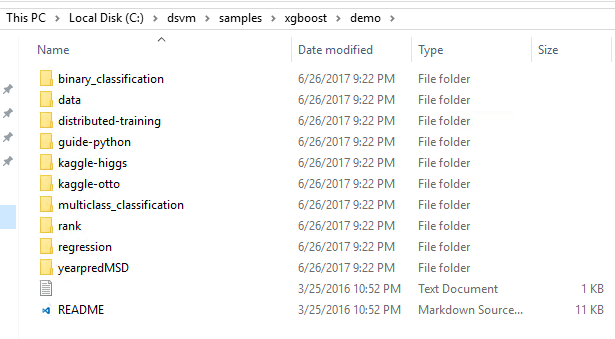 This PC > Local Disk (C:) > dsvm > samples > xgboost > demo >
Name Date modified Type Size
binary_classification 6/26/2017 9:22 PM File folder
data 6/26/2017 9:22 PM File folder
distributed-training 6/26/2017 9:22 PM File folder
guide-python 6/26/2017 9:22 PM File folder
kaggle-higgs 6/26/2017 9:22 PM File folder
kaggle-otto 6/26/2017 9:22 PM File folder
multiclass_classification 6/26/2017 9:22 PM File folder
rank 6/26/2017 9:22 PM File folder
regression 6/26/2017 9:22 PM File folder
yearpredMSD 6/26/2017 9:22 PM File folder
3/25/2016 10:52 PM Text Document 1 KB
README 3/25/2016 10:52 PM Markdown Source... 11 KB